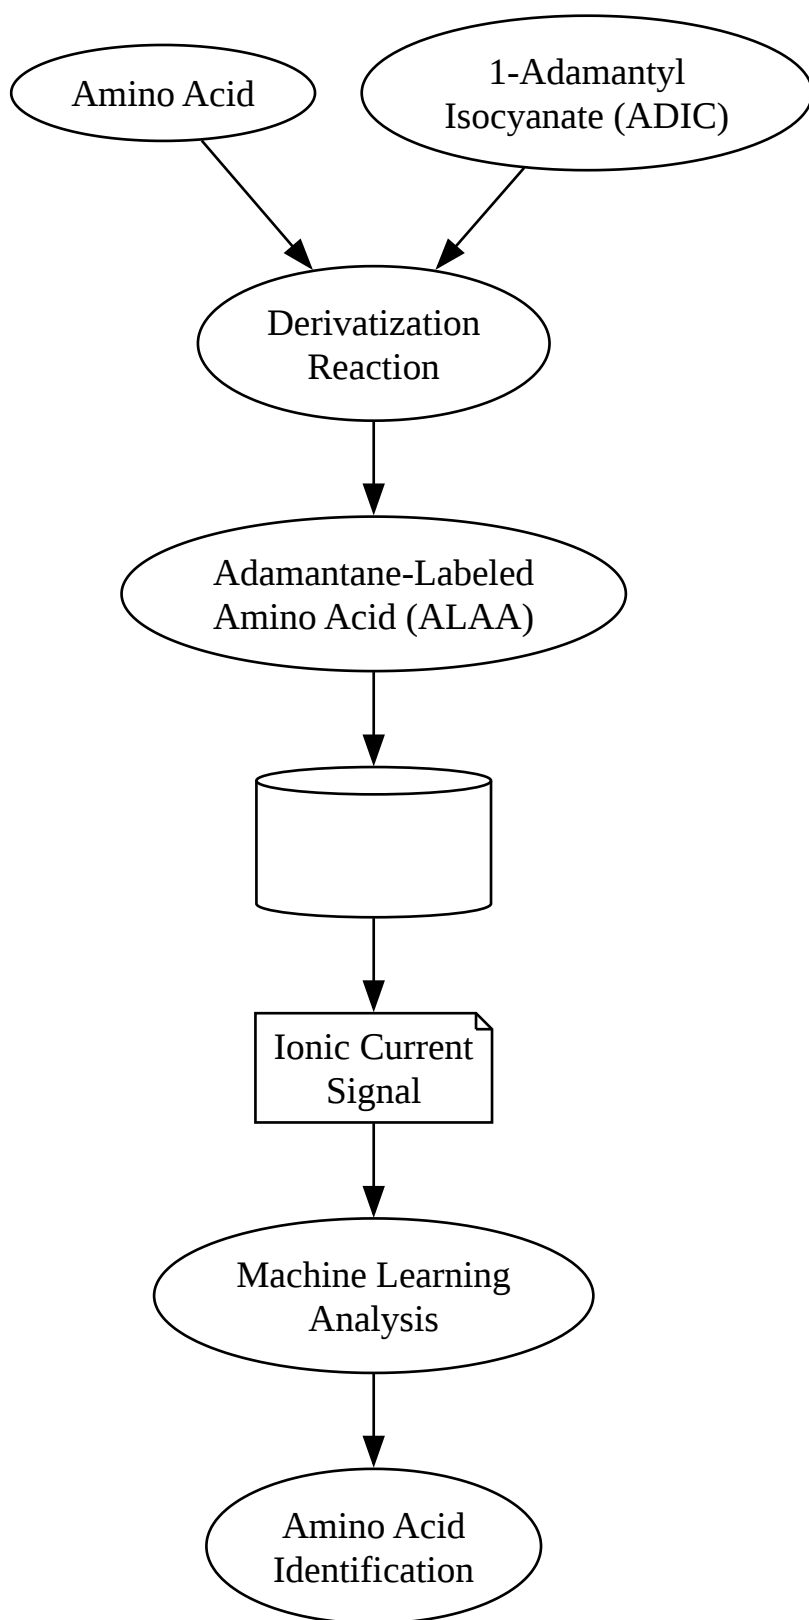 Amino Acid
1-Adamantyl
Isocyanate (ADIC)
Derivatization
Reaction
Adamantane-Labeled
Amino Acid (ALAA)
Ionic Current
Signal
Machine Learning
Analysis
Amino Acid
Identification